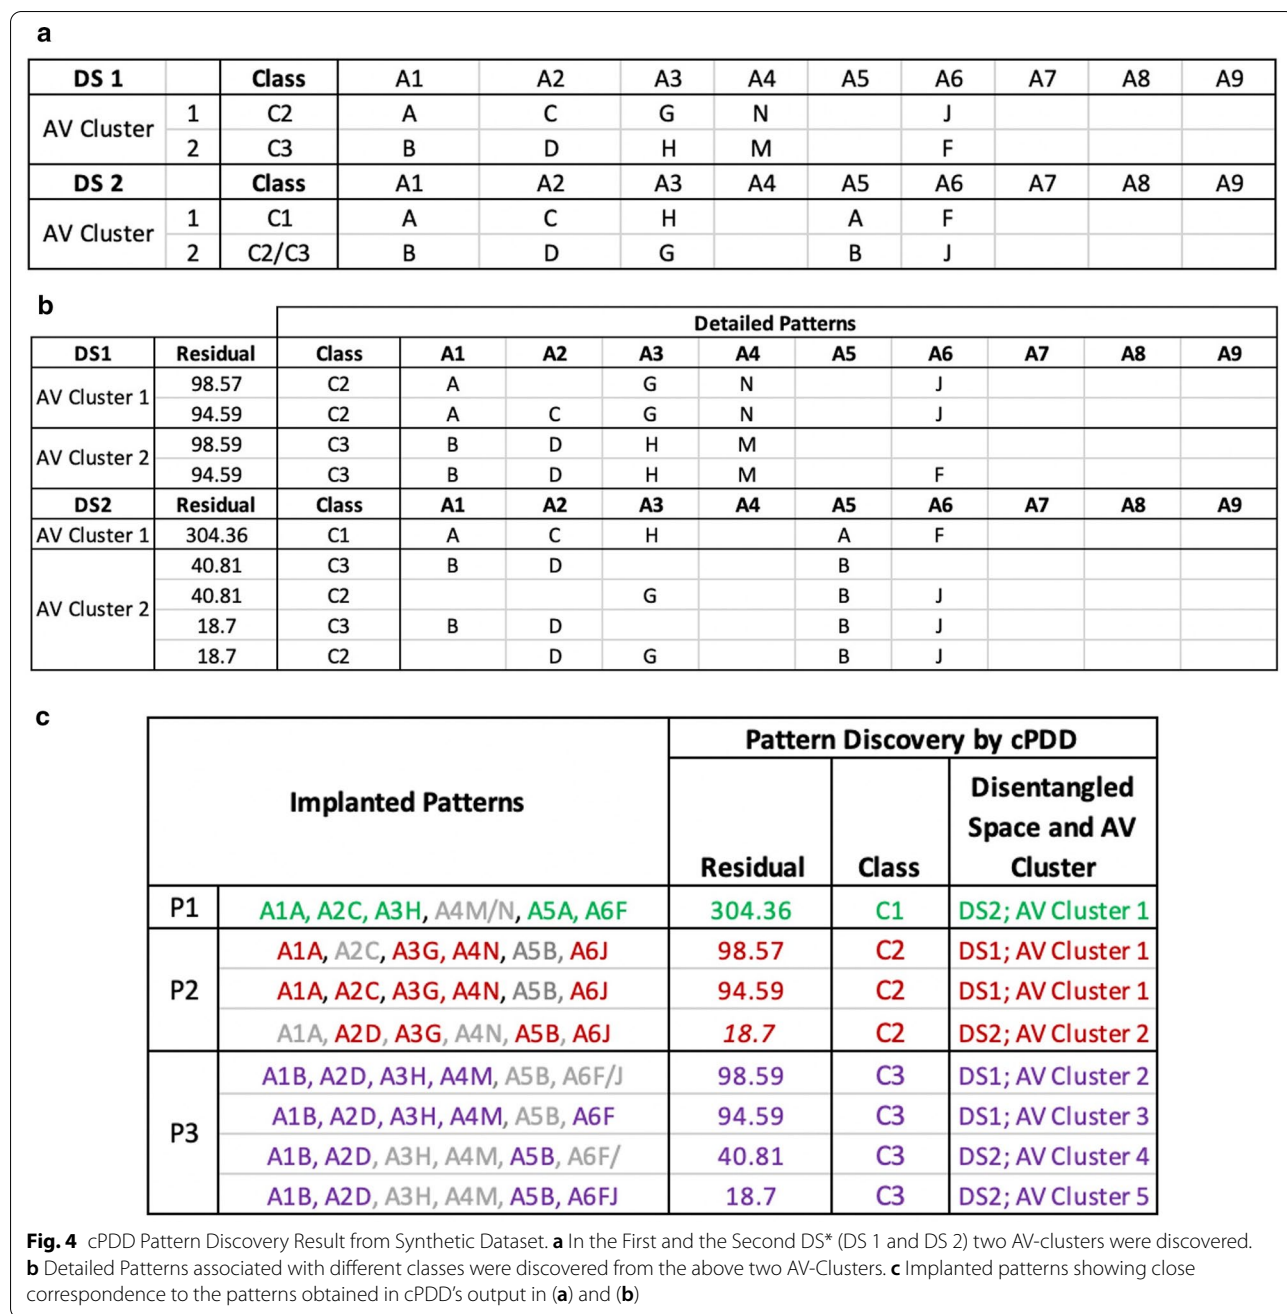 a
DS 1 Class A1 A2 A3 A4 A5 A6 A7 A8 A9
AV Cluster 1 C2 A C G N J
2 C3 B D H M F
DS 2 Class A1 A2 A3 A4 A5 A6 A7 A8 A9
AV Cluster 1 C1 A C H A F
2 C2/C3 B D G B J
b
Detailed Patterns
DS1 Residual Class A1 A2 A3 A4 A5 A6 A7 A8 A9
AV Cluster 1 98.57 C2 A G N J
94.59 C2 A C G N J
AV Cluster 2 98.59 C3 B D H M
94.59 C3 B D H M F
DS2 Residual Class A1 A2 A3 A4 A5 A6 A7 A8 A9
AV Cluster 1 304.36 C1 A C H A F
AV Cluster 2 40.81 C3 B D B
40.81 C2 G B J
18.7 C3 B D B J
18.7 C2 D G B J
c
Implanted Patterns
Pattern Discovery by cPDD
Residual Class Disentangled
Space and AV
Cluster
P1 A1A, A2C, A3H, A4M/N, A5A, A6F 304.36 C1 DS2; AV Cluster 1
P2 A1A, A2C, A3G, A4N, A5B, A6J 98.57 C2 DS1; AV Cluster 1
A1A, A2C, A3G, A4N, A5B, A6J 94.59 C2 DS1; AV Cluster 1
A1A, A2D, A3G, A4N, A5B, A6J 18.7 C2 DS2; AV Cluster 2
P3 A1B, A2D, A3H, A4M, A5B, A6F/J 98.59 C3 DS1; AV Cluster 2
A1B, A2D, A3H, A4M, A5B, A6F 94.59 C3 DS1; AV Cluster 3
A1B, A2D, A3H, A4M, A5B, A6F/ 40.81 C3 DS2; AV Cluster 4
A1B, A2D, A3H, A4M, A5B, A6FJ 18.7 C3 DS2; AV Cluster 5
Fig. 4 cPDD Pattern Discovery Result from Synthetic Dataset. a In the First and the Second DS* (DS 1 and DS 2) two AV-clusters were discovered.
b Detailed Patterns associated with different classes were discovered from the above two AV-Clusters. c Implanted patterns showing close
correspondence to the patterns obtained in cPDD's output in (a) and (b)